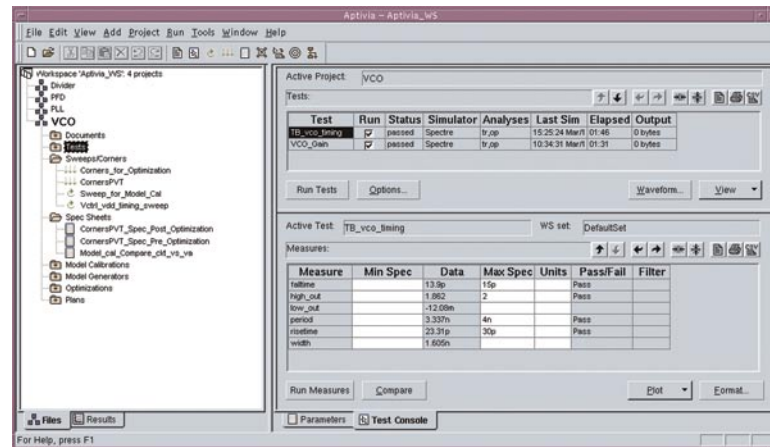 Aptivia - Aptivia_WS
File Edit View Add Project Run Tools Window Help
Workspace 'Aptivia_WS': 4 projects
Divider
PFD
PLL
VCO
Documents
Tests
Sweeps/Corners
Corners_for_Optimization
CornersPVT
Sweep_for_Model_Cal
Vctrl_vdd_timing_sweep
Spec Sheets
CornersPVT_Spec_Post_Optimization
CornersPVT_Spec_Pre_Optimization
Model_cal_Compare_ckt_vs_va
Model Calibrations
Model Generators
Optimizations
Plans
Files Results
Active Project: VCO
Tests:
CSV
Test Run Status Simulator Analyses Last Sim Elapsed Output
TB_vco_timing passed Spectre tr,op 15:25:24 Mar/1 01:46 0 bytes
VCO_Gain passed Spectre tr,op 10:34:31 Mar/1 01:31 0 bytes
Run Tests Options... Waveform... View
Active Test: TB_vco_timing WS set: DefaultSet
Measures:
CSV
Measure Min Spec Data Max Spec Units Pass/Fail Filter
falltime 13.9p 15p Pass
high_out 1.862 2 Pass
low_out -12.08m
period 3.337n 4n Pass
risetime 23.31p 30p Pass
width 1.605n
Run Measures Compare Plot Format...
Parameters Test Console
For Help, press F1